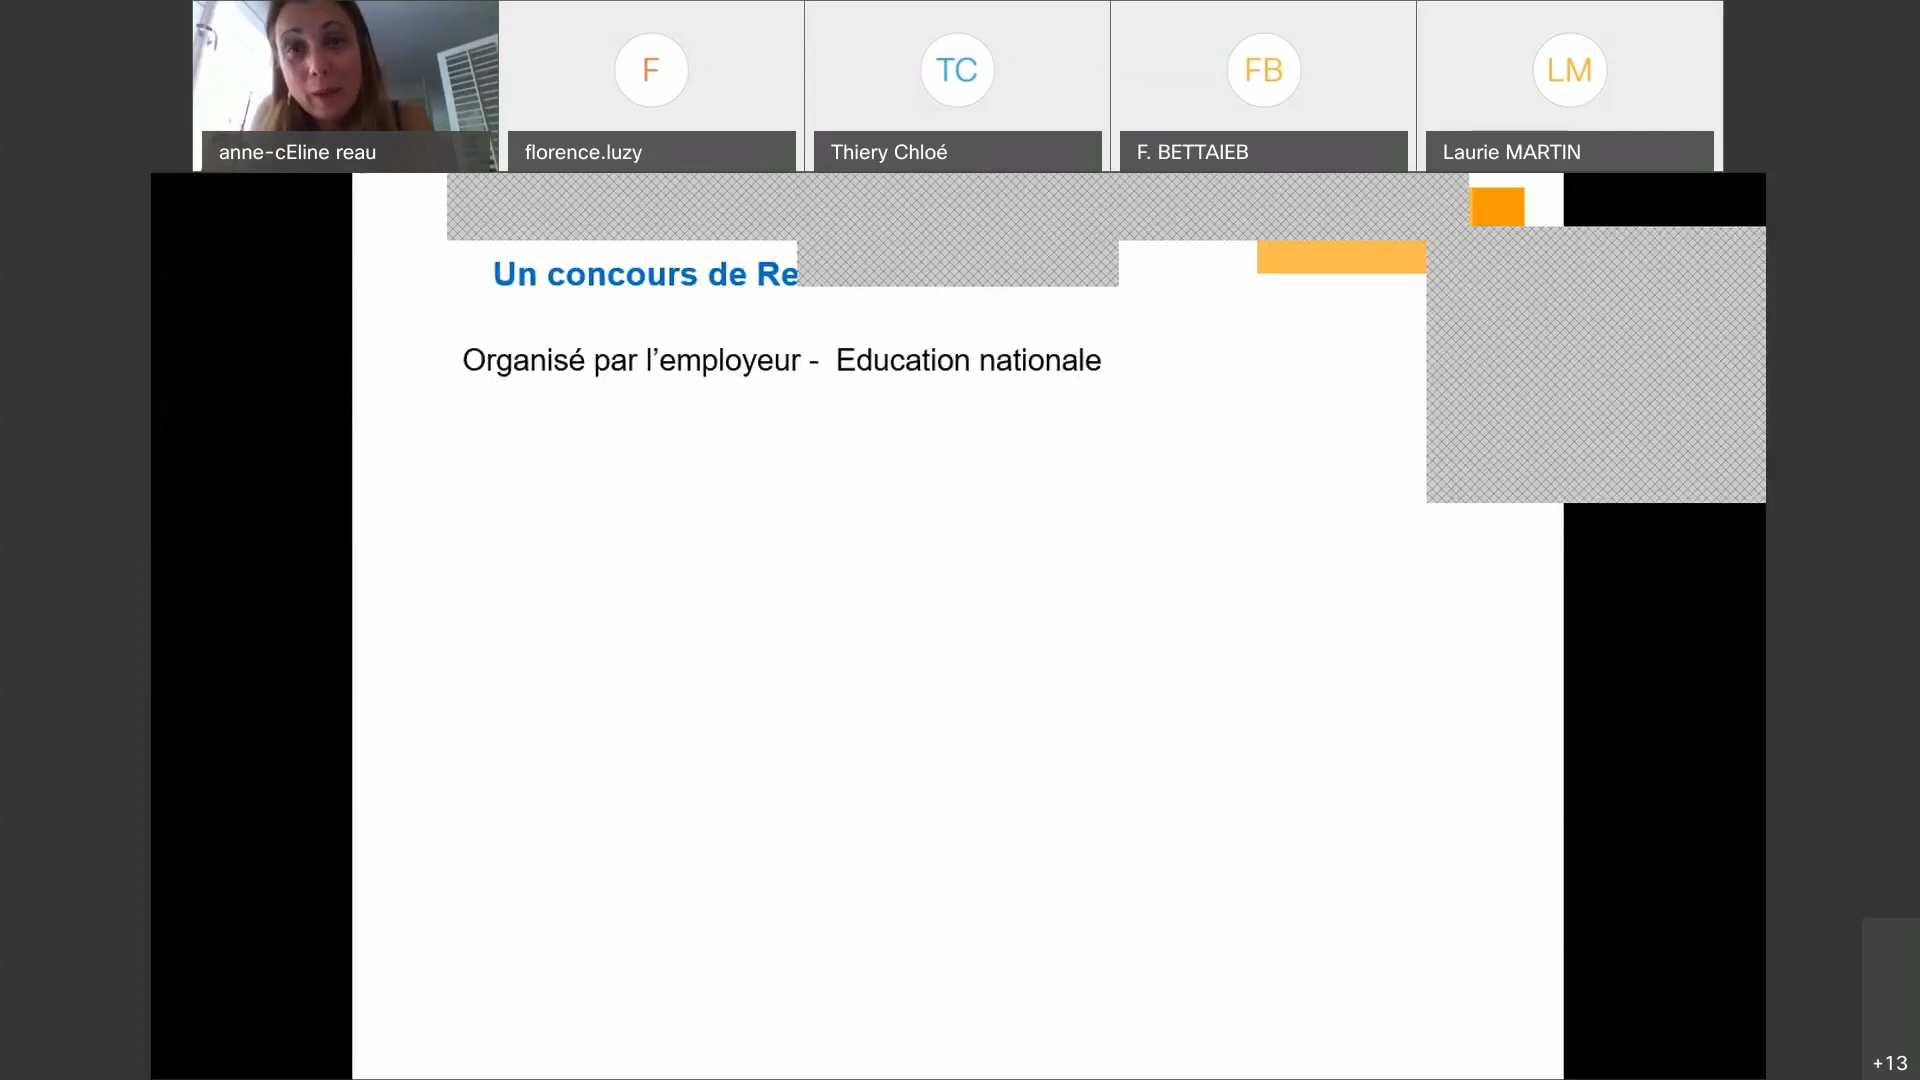 F
TC
FB
LM
anne-cEline reau
florence.luzy
Thiery Chloé
F. BETTAIEB
Laurie MARTIN
Un concours de
Organisé par l’employeur - Education nationale
+13